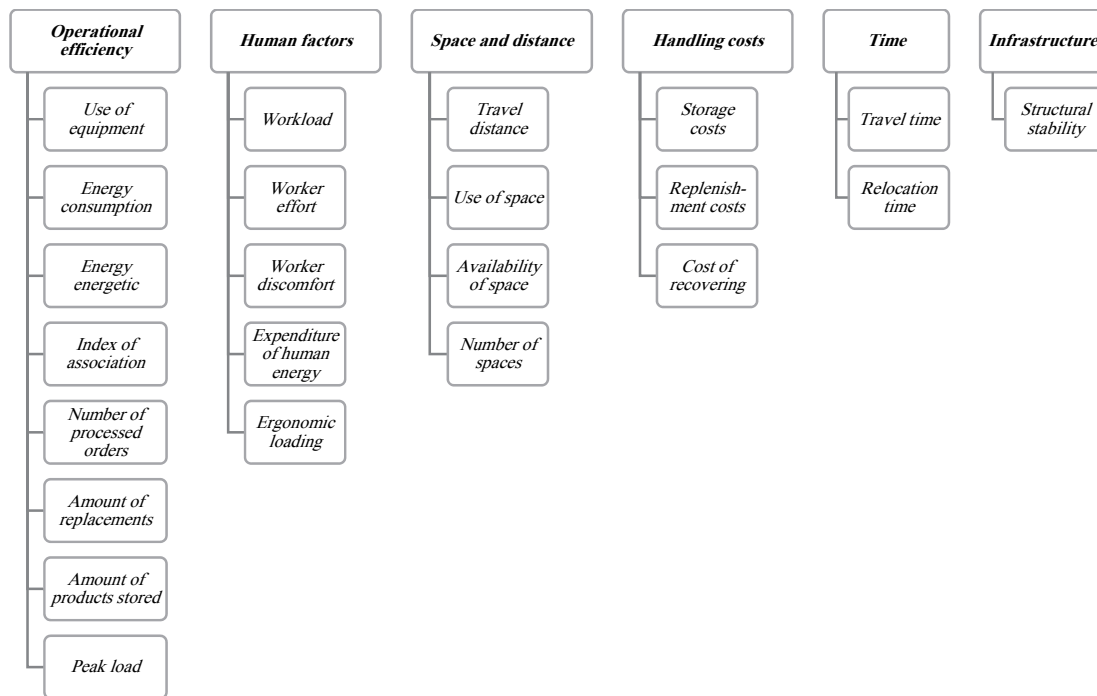 Operational
efficiency
Use of
equipment
Energy
consumption
Energy
energetic
Index of
association
Number of
processed
orders
Amount of
replacements
Amount of
products stored
Peak load
Human factors
Workload
Worker
effort
Worker
discomfort
Expenditure
of human
energy
Ergonomic
loading
Space and distance
Travel
distance
Use of space
Availability
of space
Number of
spaces
Handling costs
Storage
costs
Replenish-
ment costs
Cost of
recovering
Time
Travel time
Relocation
time
Infrastructure
Structural
stability